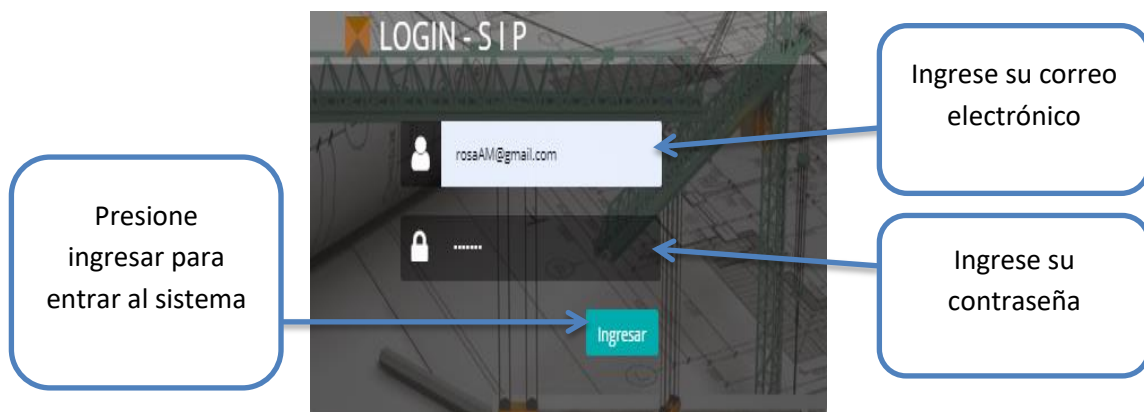 LOGIN - S I P
Ingrese su correo
electrónico
rosaAM@gmail.com
Presione
ingresar para
entrar al sistema
Ingrese su
contraseña
Ingresar